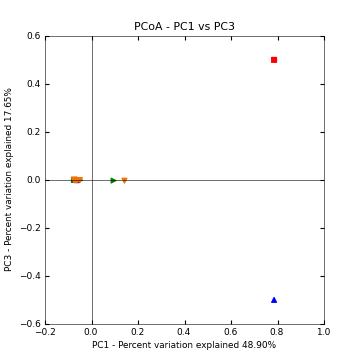 PCoA - PC1 vs PC3
0.6
0.4
0.2
0.0
−0.2
−0.4
−0.6
−0.2 0.0 0.2 0.4 0.6 0.8 1.0
PC3 - Percent variation explained 17.65%
PC1 - Percent variation explained 48.90%